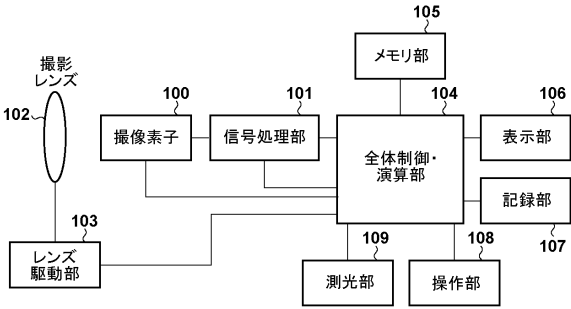 105
メモリ部
撮影
レンズ
102
100
撮像素子
101
信号処理部
104
全体制御・
演算部
106
表示部
記録部
107
103
レンズ
駆動部
109
測光部
108
操作部